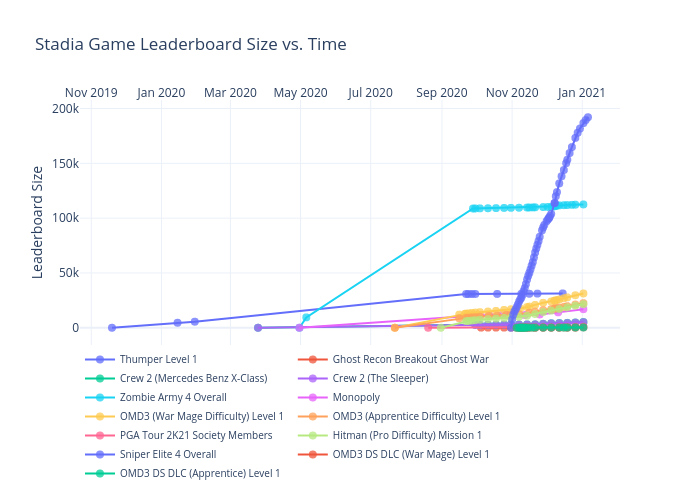 Stadia Game Leaderboard Size vs. Time
Nov 2019 Jan 2020 Mar 2020 May 2020 Jul 2020 Sep 2020 Nov 2020 Jan 2021
200k
150k
100k
50k
0
Leaderboard Size
Thumper Level 1 Ghost Recon Breakout Ghost War
Crew 2 (Mercedes Benz X-Class) Crew 2 (The Sleeper)
Zombie Army 4 Overall Monopoly
OMD3 (War Mage Difficulty) Level 1 OMD3 (Apprentice Difficulty) Level 1
PGA Tour 2K21 Society Members Hitman (Pro Difficulty) Mission 1
Sniper Elite 4 Overall OMD3 DS DLC (War Mage) Level 1
OMD3 DS DLC (Apprentice) Level 1